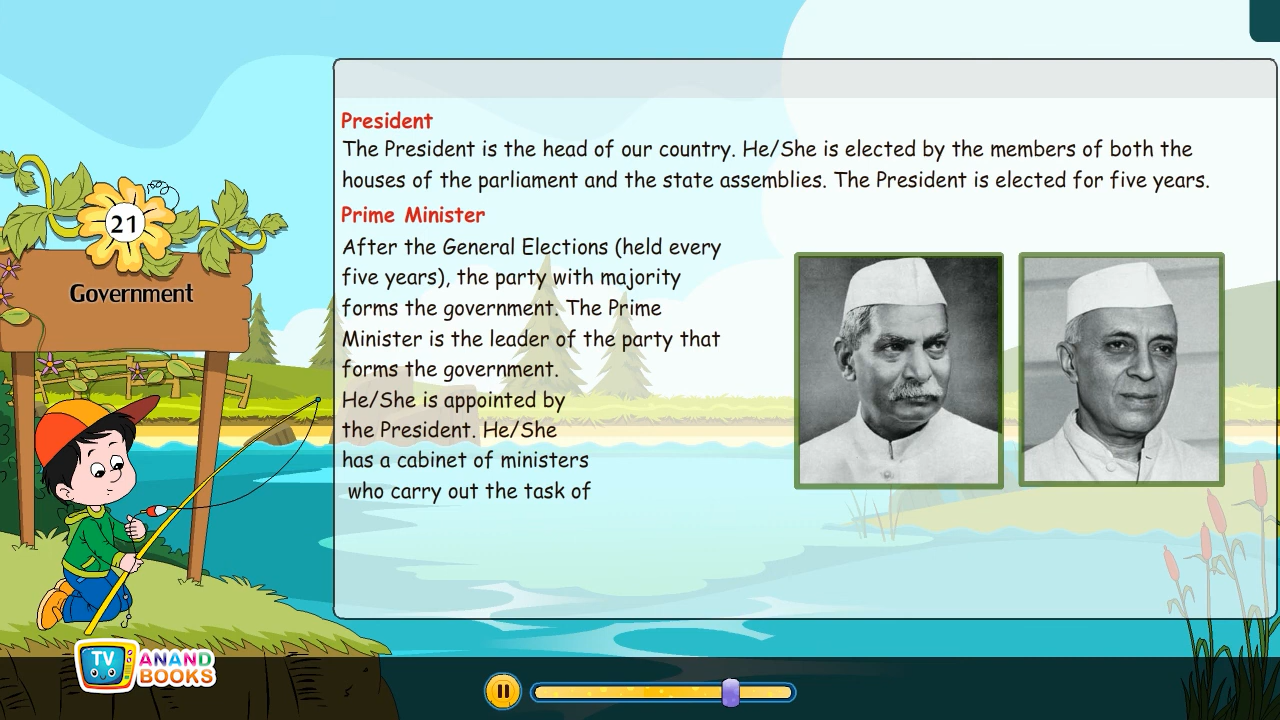 President
The President is the head of our country. He/She is elected by the members of both the
houses of the parliament and the state assemblies. The President is elected for five years.
21
Government
Prime Minister
After the General Elections (held every
five years), the party with majority
forms the government. The Prime
Minister is the leader of the party that
forms the government.
He/She is appointed by
the President. He/She
has a cabinet of ministers
who carry out the task of
TV
ANAND
BOOKS